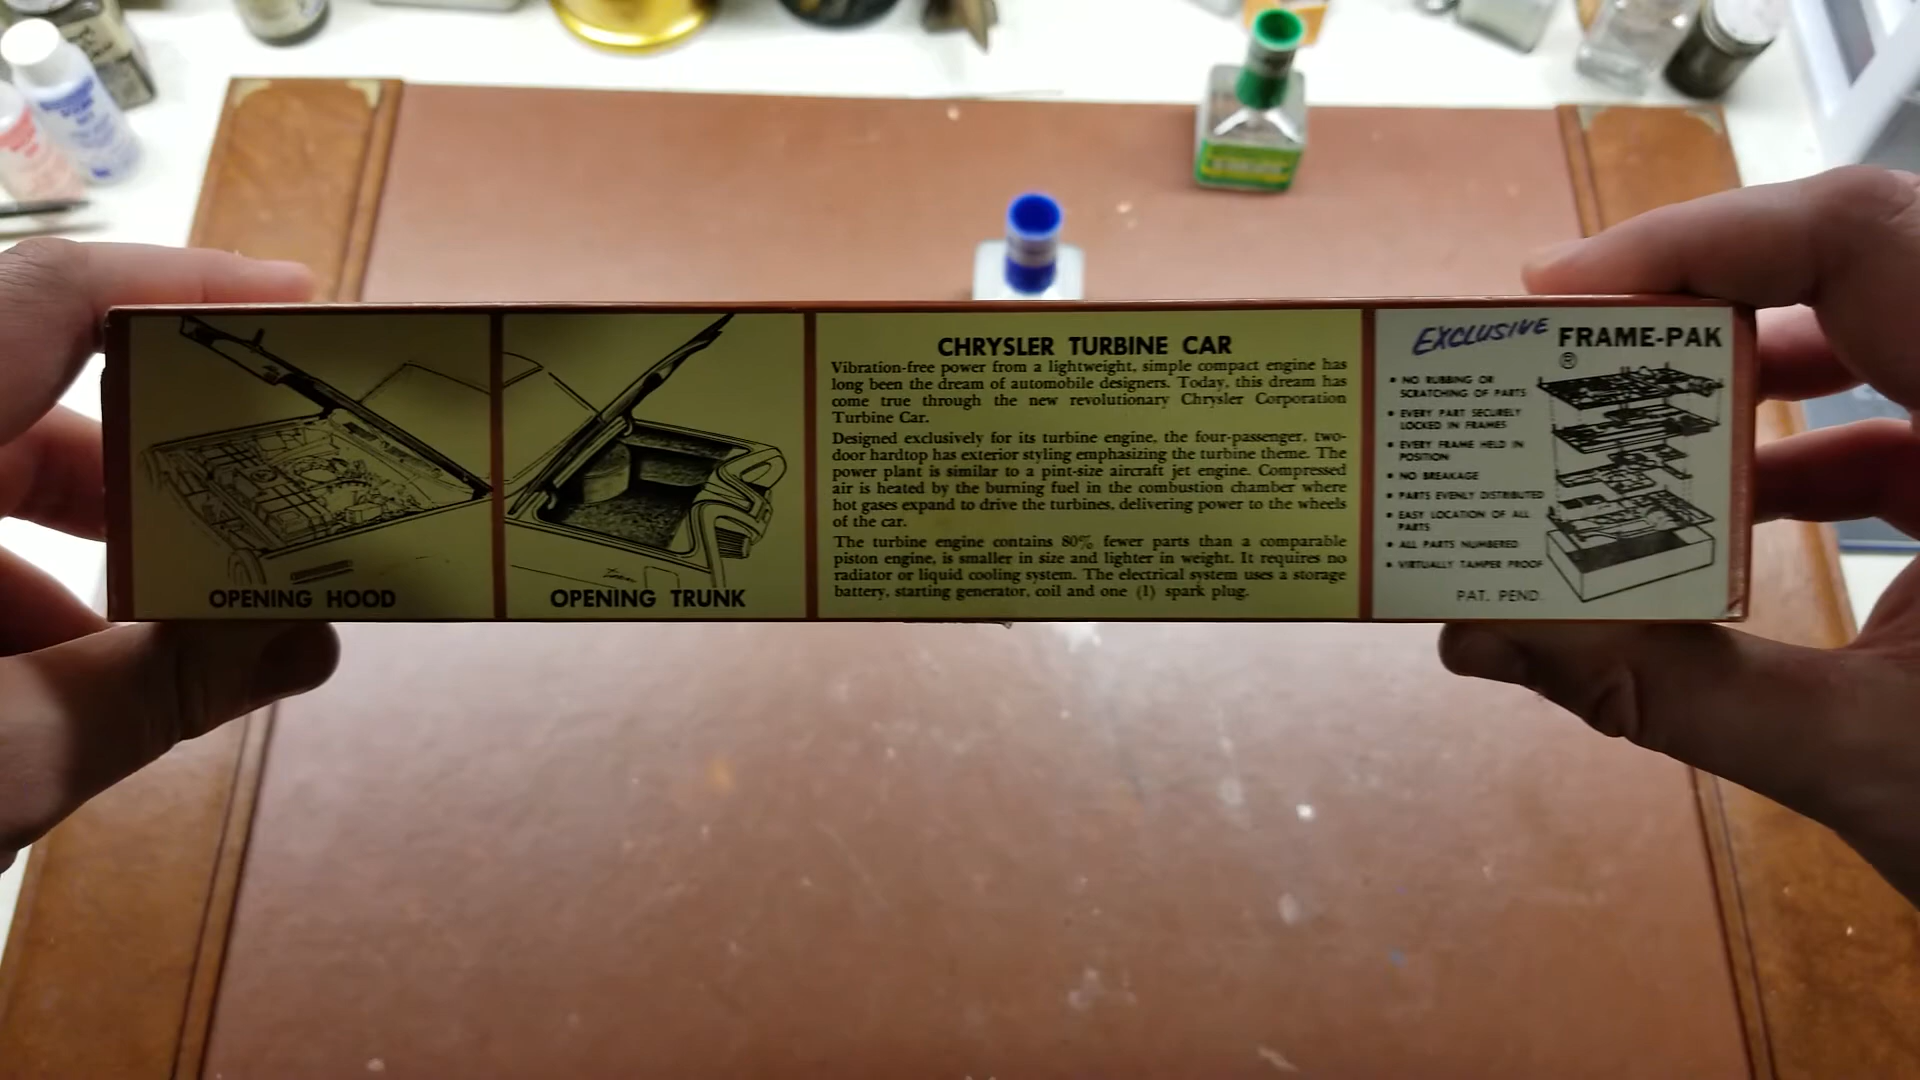 OPENING HOOD
OPENING TRUNK
CHRYSLER TURBINE CAR
Vibration-free power from a lightweight, simple compact engine has
long been the dream of automobile designers. Today, this dream has
come true through the new revolutionary Chrysler Corporation
Turbine Car.
Designed exclusively for its turbine engine, the four-passenger, two-
door hardtop has exterior styling emphasizing the turbine theme. The
power plant is similar to a pint-size aircraft jet engine. Compressed
air is heated by the burning fuel in the combustion chamber where
hot gases expand to drive the turbines, delivering power to the wheels
of the car.
The turbine engine contains 80% fewer parts than a comparable
piston engine, is smaller in size and lighter in weight. It requires no
radiator or liquid cooling system. The electrical system uses a storage
battery, starting generator, coil and one (1) spark plug.
EXCLUSIVE FRAME-PAK
®
• NO RUBBING OR
SCRATCHING OF PARTS
• EVERY PART SECURELY
LOCKED IN FRAMES
• EVERY FRAME HELD IN
POSITION
• NO BREAKAGE
• PARTS EVENLY DISTRIBUTED
• EASY LOCATION OF ALL
PARTS
• ALL PARTS NUMBERED
• VIRTUALLY TAMPER PROOF
PAT. PEND.